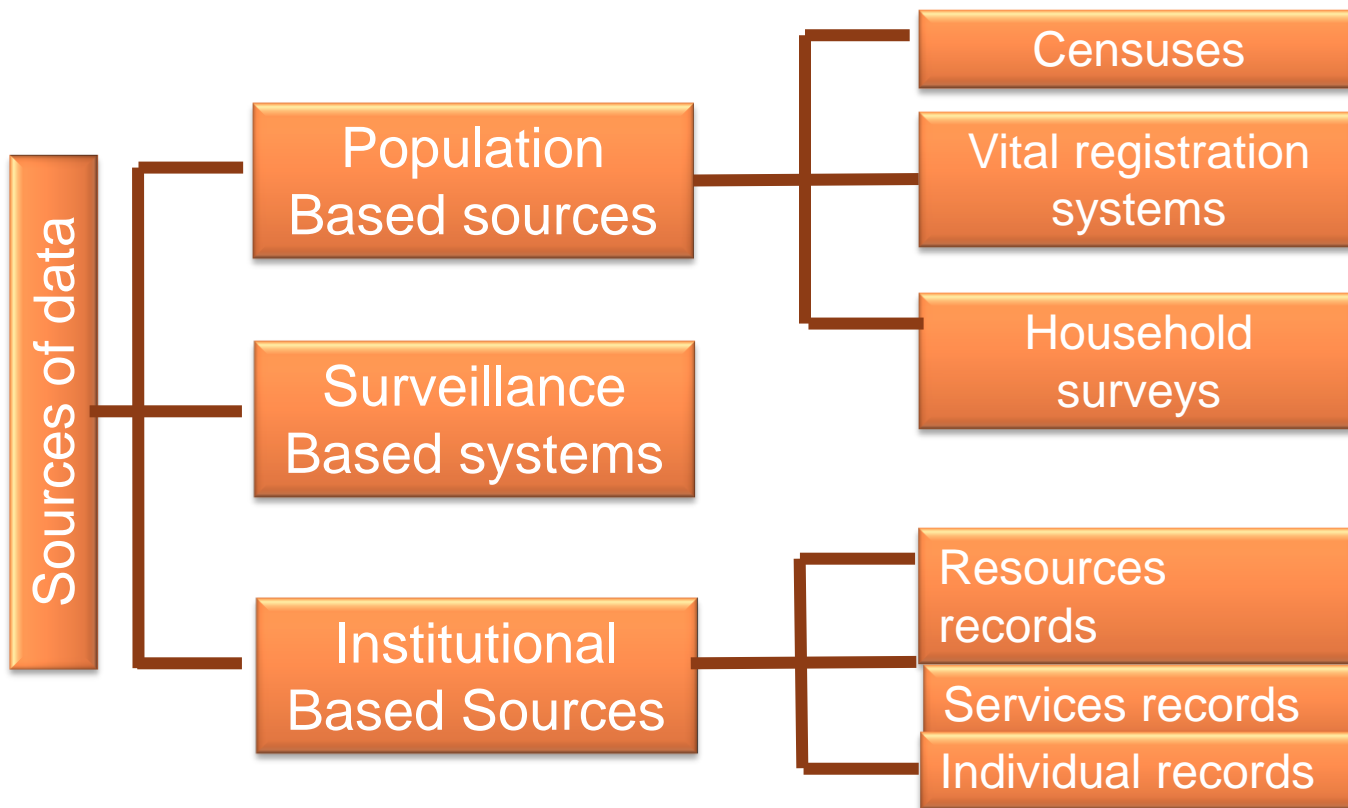 Sources of data
Population
Based sources
Censuses
Vital registration
systems
Household
surveys
Surveillance
Based systems
Institutional
Based Sources
Resources
records
Services records
Individual records